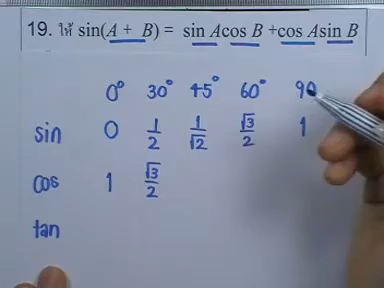 19. ให้ sin(A + B) = sin A cos B + cos A sin B
0° 30° 45° 60° 90
sin 0 1/2 1/√2 √3/2 1
cos 1 √3/2
tan